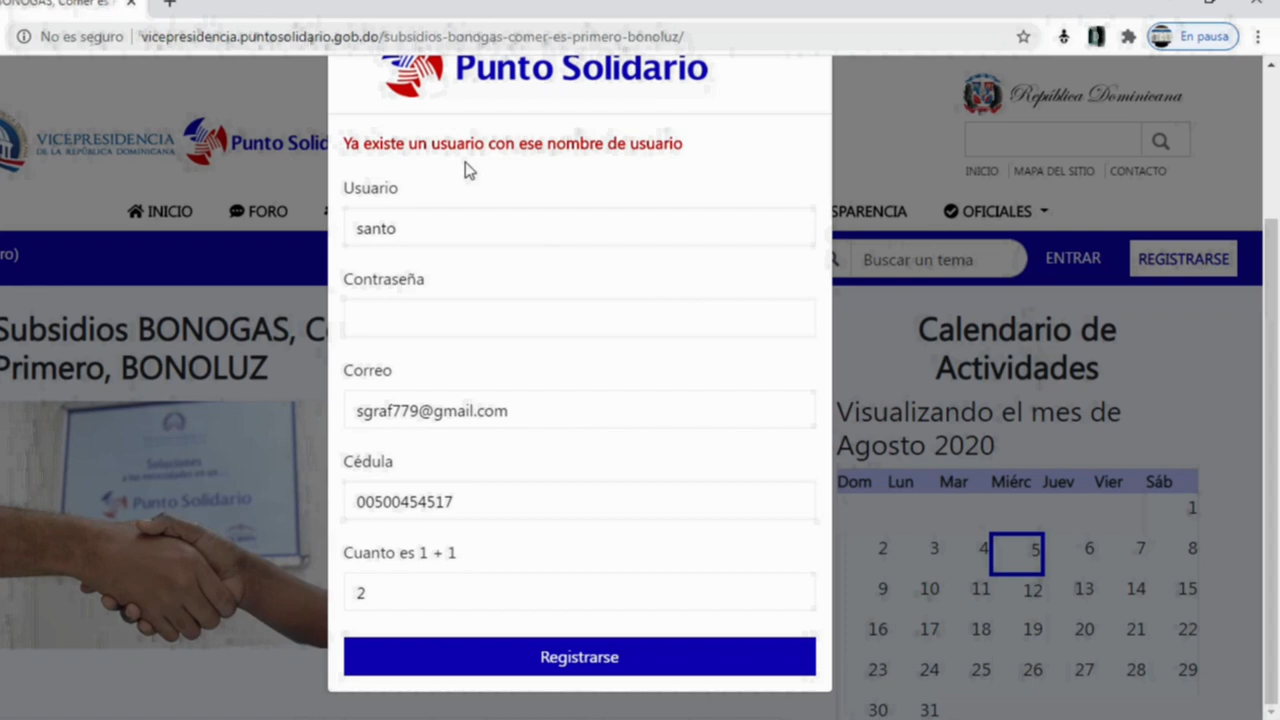 BONOGAS, Comer es
No es seguro
vicepresidencia.puntosolidario.gob.do/subsidios-bonogas-comer-es-primero-bonoluz/
En pausa
Punto Solidario
República Dominicana
VICEPRESIDENCIA
DE LA REPÚBLICA DOMINICANA
Punto Solid
Ya existe un usuario con ese nombre de usuario
INICIO
MAPA DEL SITIO
CONTACTO
Usuario
INICIO
FORO
SPARENCIA
OFICIALES
santo
ro)
Buscar un tema
ENTRAR
REGISTRARSE
Contraseña
Subsidios BONOGAS, C
Primero, BONOLUZ
Calendario de
Actividades
Correo
sgraf779@gmail.com
Visualizando el mes de
Agosto 2020
Cédula
00500454517
Dom Lun Mar Miérc Juev Vier Sáb
1
2 3 4 5 6 7 8
9 10 11 12 13 14 15
16 17 18 19 20 21 22
23 24 25 26 27 28 29
30 31
Soluciones
Punto Solidario
Cuanto es 1 + 1
2
Registrarse